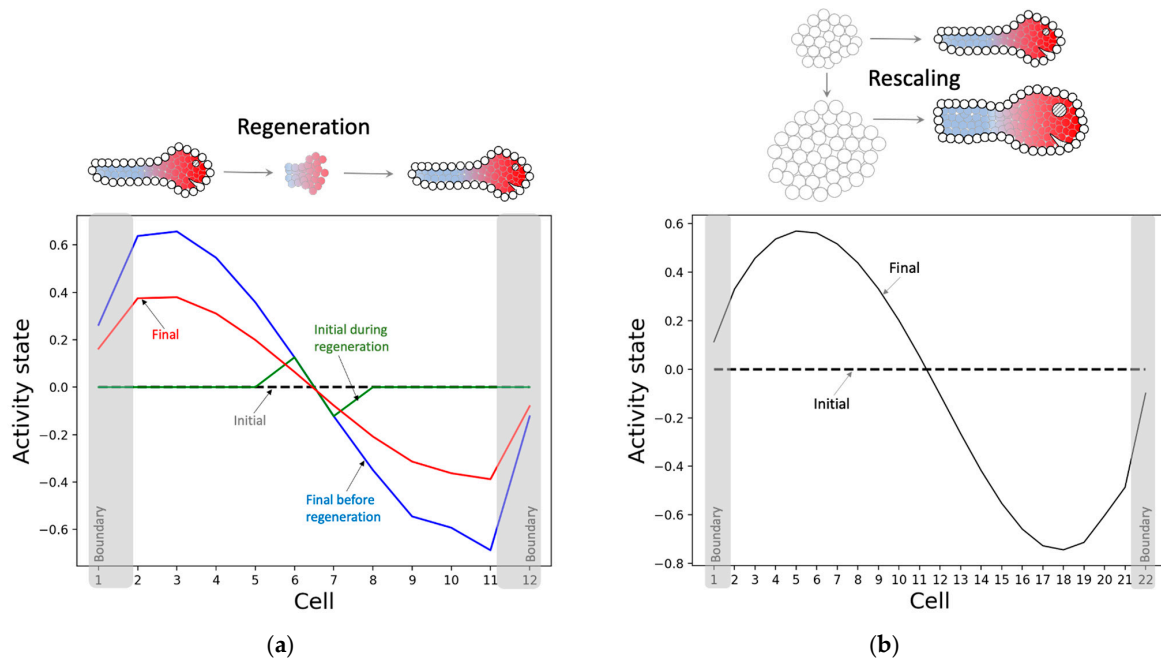 Regeneration
Rescaling
Activity state
0.6
0.4
0.2
0.0
−0.2
−0.4
−0.6
Final
Initial during
regeneration
Initial
Final before
regeneration
Boundary
Boundary
1 2 3 4 5 6 7 8 9 10 11 12
Cell
(a)
Activity state
0.6
0.4
0.2
0.0
−0.2
−0.4
−0.6
−0.8
Final
Initial
Boundary
Boundary
1 2 3 4 5 6 7 8 9 10 11 12 13 14 15 16 17 18 19 20 21 22
Cell
(b)